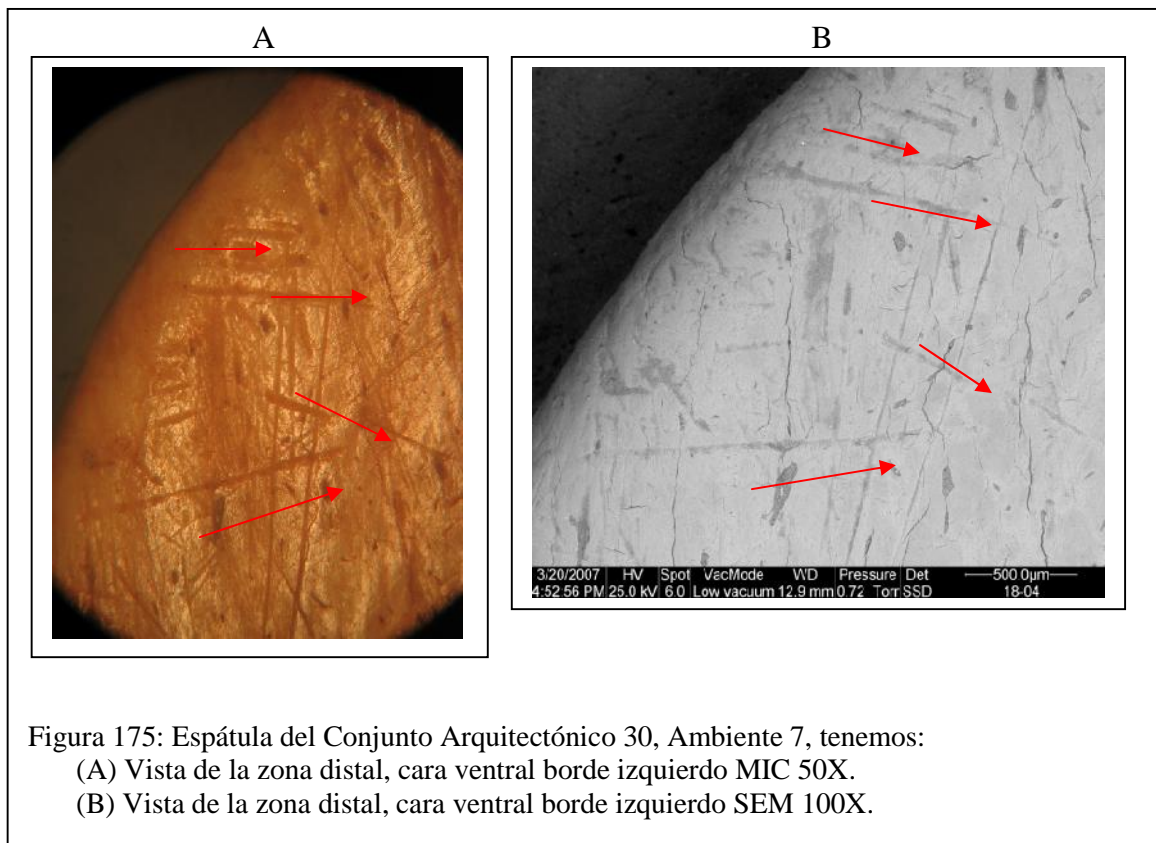 A
B
3/20/2007 HV Spot VacMode WD Pressure Det 500.0µm
4:52:56 PM 25.0 kV 6.0 Low vacuum 12.9 mm 0.72 Torr SSD 18-04
Figura 175: Espátula del Conjunto Arquitectónico 30, Ambiente 7, tenemos:
(A) Vista de la zona distal, cara ventral borde izquierdo MIC 50X.
(B) Vista de la zona distal, cara ventral borde izquierdo SEM 100X.